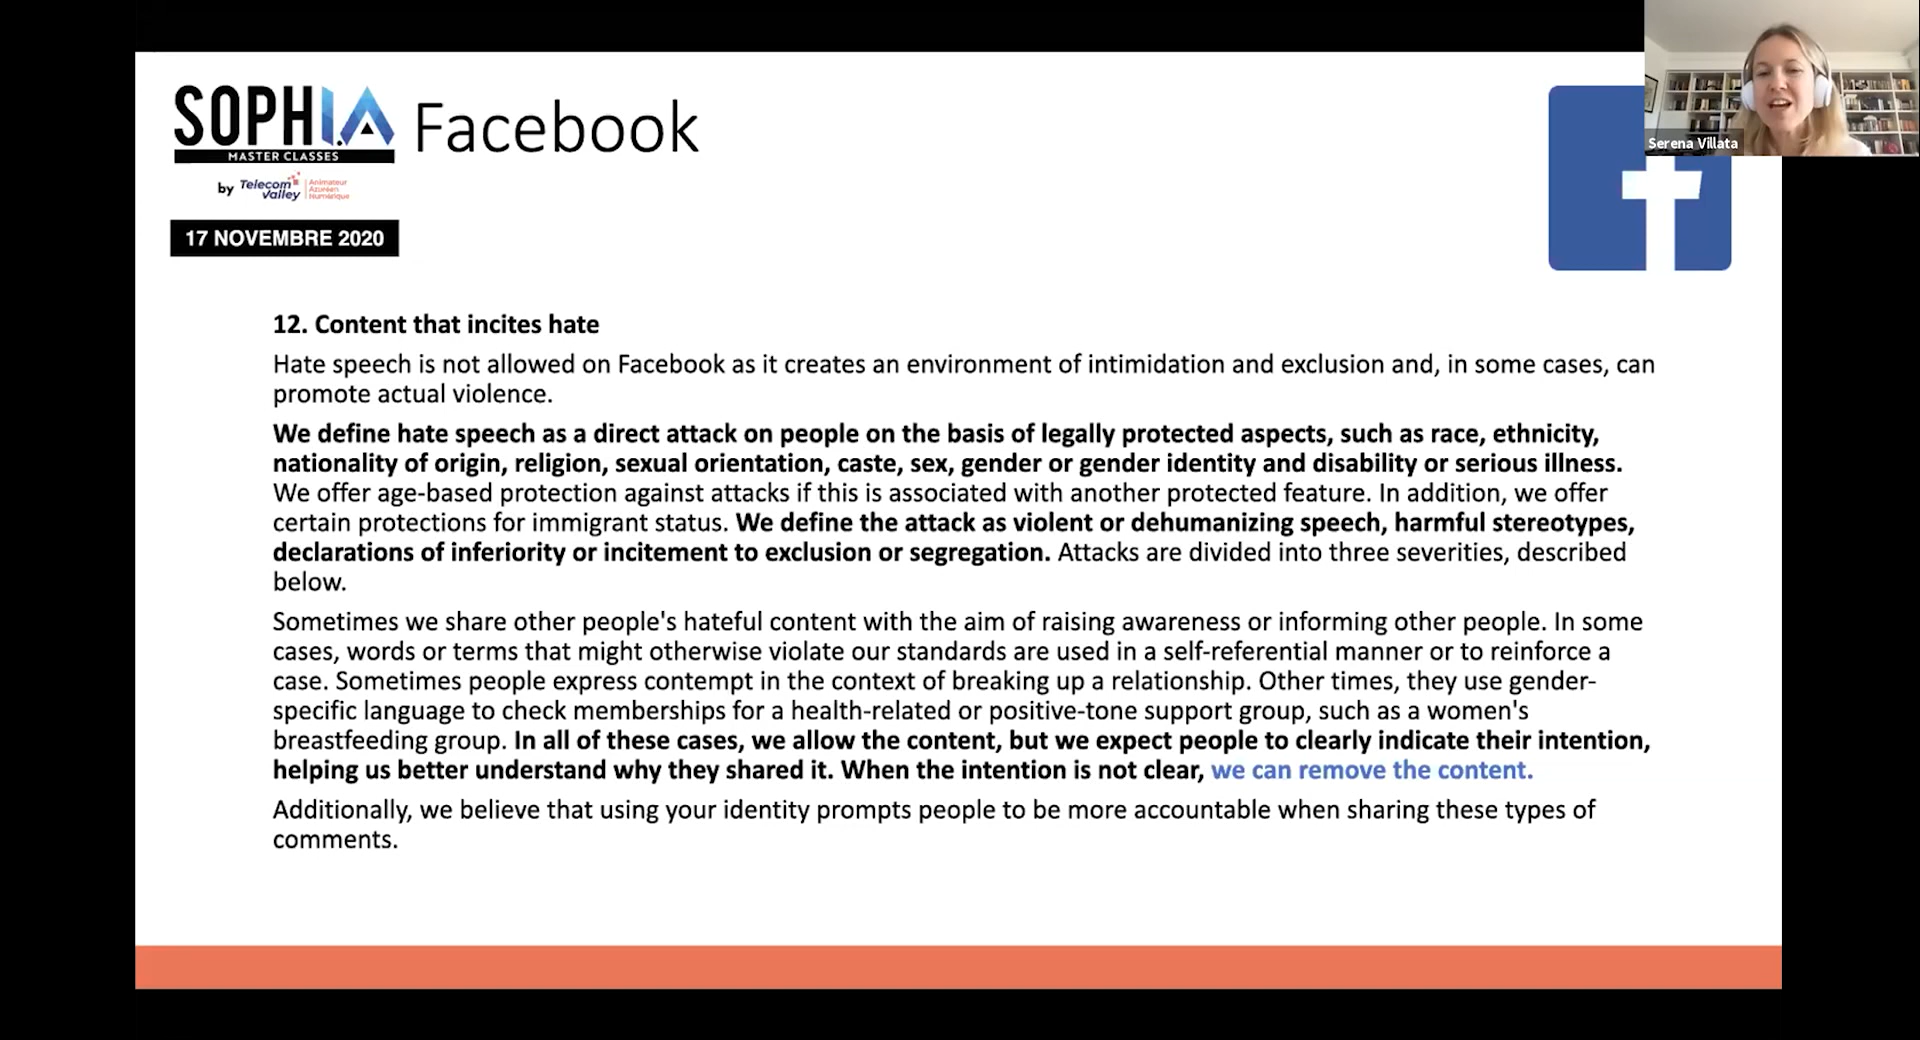 SOPHI.A
MASTER CLASSES
by Telecom Valley Animateur Azuréen Numérique
Facebook
Serena Villata
17 NOVEMBRE 2020
12. Content that incites hate
Hate speech is not allowed on Facebook as it creates an environment of intimidation and exclusion and, in some cases, can
promote actual violence.
We define hate speech as a direct attack on people on the basis of legally protected aspects, such as race, ethnicity,
nationality of origin, religion, sexual orientation, caste, sex, gender or gender identity and disability or serious illness.
We offer age-based protection against attacks if this is associated with another protected feature. In addition, we offer
certain protections for immigrant status. We define the attack as violent or dehumanizing speech, harmful stereotypes,
declarations of inferiority or incitement to exclusion or segregation. Attacks are divided into three severities, described
below.
Sometimes we share other people's hateful content with the aim of raising awareness or informing other people. In some
cases, words or terms that might otherwise violate our standards are used in a self-referential manner or to reinforce a
case. Sometimes people express contempt in the context of breaking up a relationship. Other times, they use gender-
specific language to check memberships for a health-related or positive-tone support group, such as a women's
breastfeeding group. In all of these cases, we allow the content, but we expect people to clearly indicate their intention,
helping us better understand why they shared it. When the intention is not clear, we can remove the content.
Additionally, we believe that using your identity prompts people to be more accountable when sharing these types of
comments.